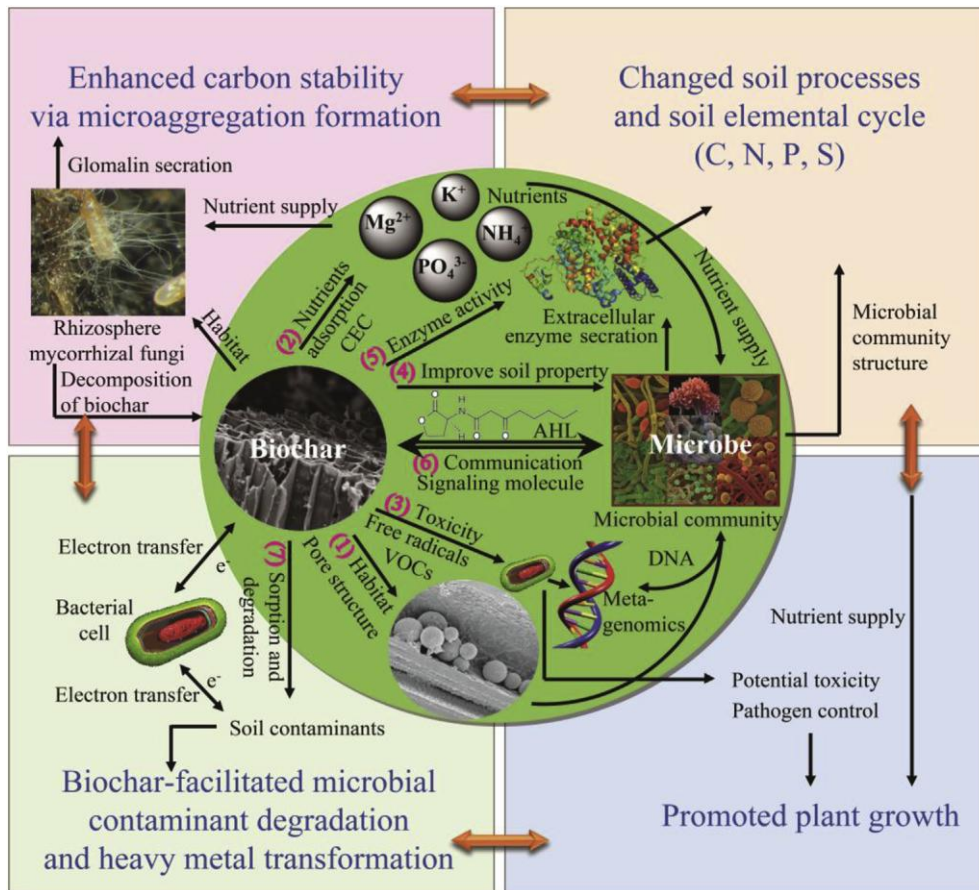 Enhanced carbon stability
via microaggregation formation
Changed soil processes
and soil elemental cycle
(C, N, P, S)
Glomalin secration
Nutrient supply
Rhizosphere
mycorrhizal fungi
Decomposition
of biochar
Habitat
K+
Mg2+
NH4+
PO43-
Nutrients
(2) Nutrients
adsorption
CEC
(5) Enzyme activity
Extracellular
enzyme secretion
Nutrient supply
Microbial
community
structure
(4) Improve soil property
AHL
(6) Communication
Signaling molecule
Biochar
Microbe
Microbial community
(3) Toxicity
Free radicals
VOCs
(1) Habitat
Pore structure
(7) Sorption and
degradation
DNA
Meta-
genomics
Electron transfer
e-
Bacterial
cell
Electron transfer
e-
Soil contaminants
Nutrient supply
Potential toxicity
Pathogen control
Biochar-facilitated microbial
contaminant degradation
and heavy metal transformation
Promoted plant growth